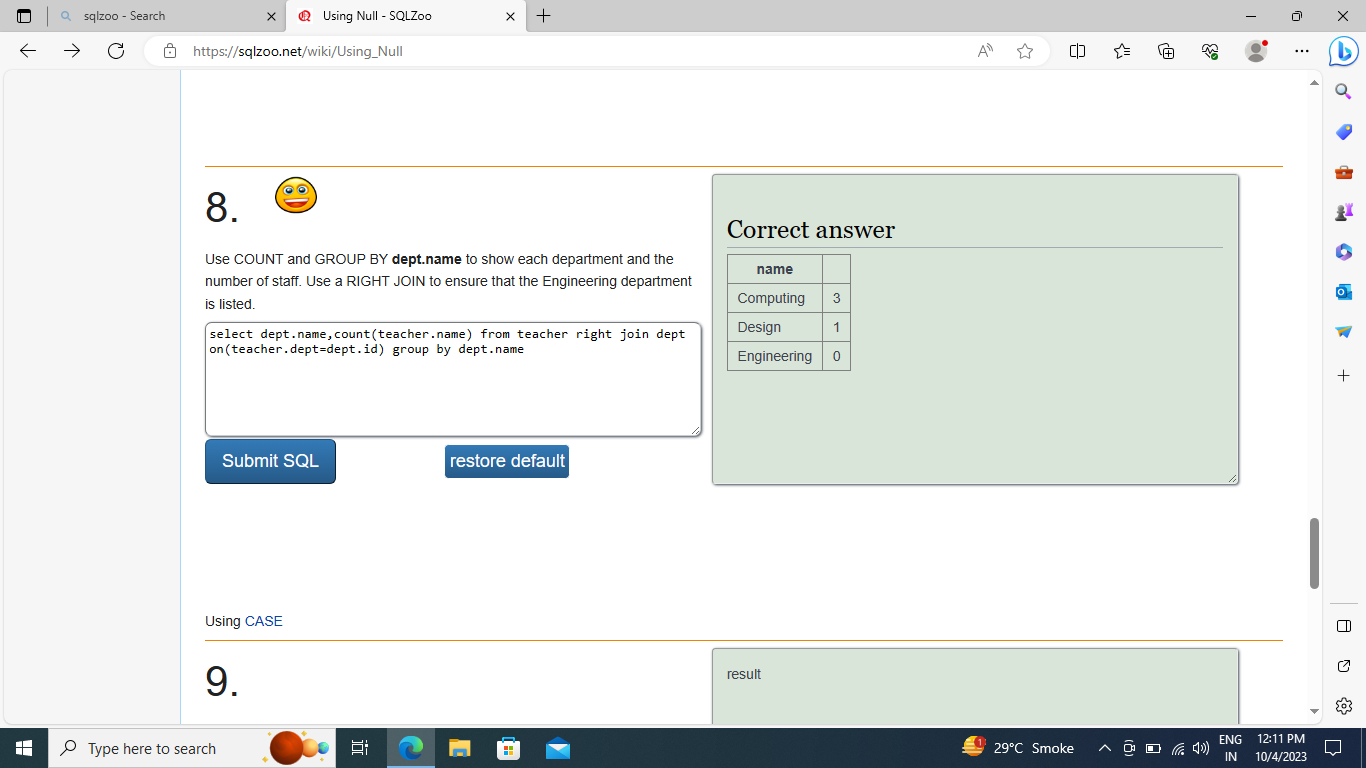 sqlzoo - Search
Using Null - SQLZoo
https://sqlzoo.net/wiki/Using_Null
8.
Use COUNT and GROUP BY dept.name to show each department and the
number of staff. Use a RIGHT JOIN to ensure that the Engineering department
is listed.
select dept.name,count(teacher.name) from teacher right join dept
on(teacher.dept=dept.id) group by dept.name
Submit SQL
restore default
Correct answer
name
Computing 3
Design 1
Engineering 0
Using CASE
9.
result
Type here to search
1
29°C Smoke
ENG
IN
12:11 PM
10/4/2023